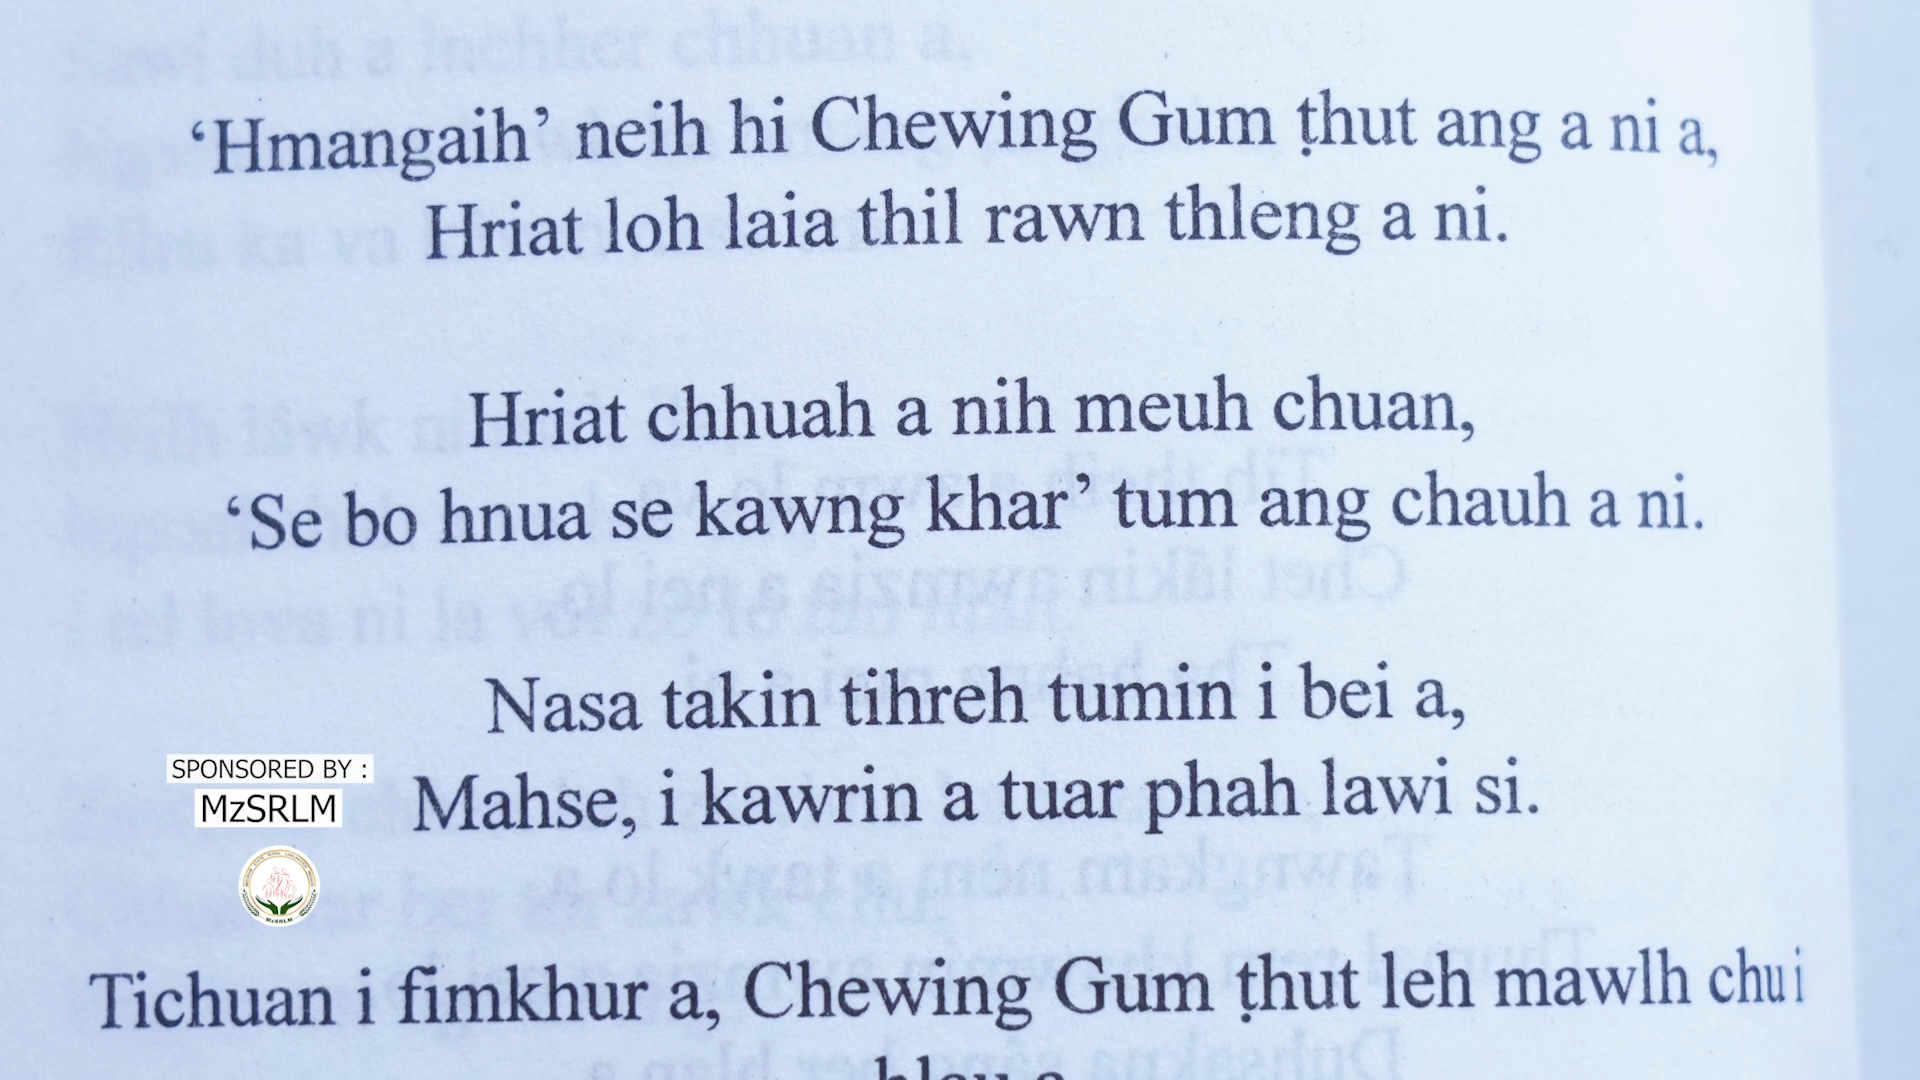 ‘Hmangaih’ neih hi Chewing Gum ṭhut ang a ni a,
Hriat loh laia thil rawn thleng a ni.
Hriat chhuah a nih meuh chuan,
‘Se bo hnua se kawng khar’ tum ang chauh a ni.
Nasa takin tihreh tumin i bei a,
Mahse, i kawrin a tuar phah lawi si.
Tichuan i fimkhur a, Chewing Gum ṭhut leh mawlh chu i
SPONSORED BY :
MzSRLM